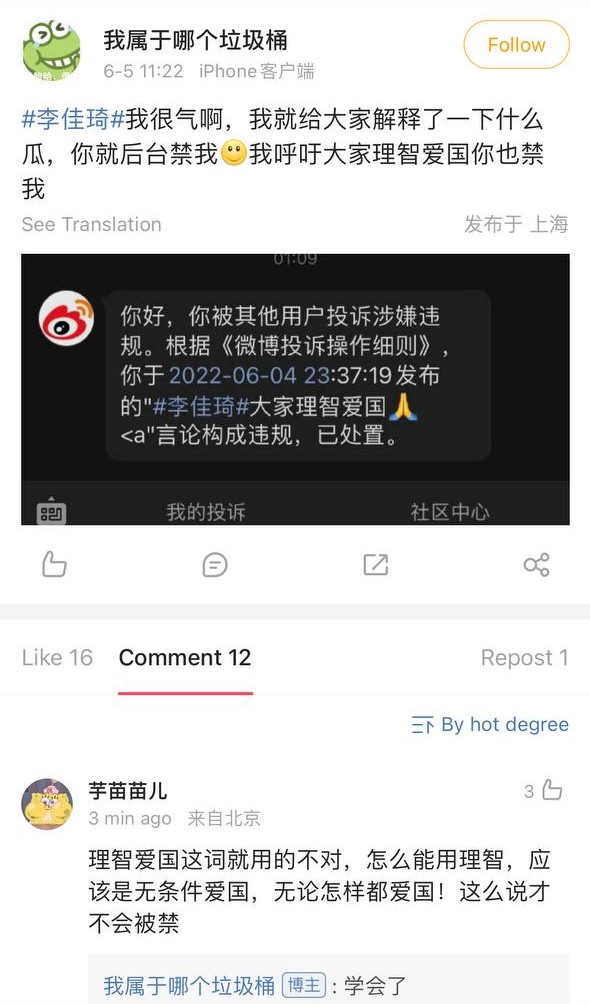 我属于哪个垃圾桶
Follow
6-5 11:22 iPhone客户端
#李佳琦#我很气啊，我就给大家解释了一下什么
瓜，你就后台禁我🙂我呼吁大家理智爱国你也禁
我
See Translation
发布于 上海
01:09
你好，你被其他用户投诉涉嫌违
规。根据《微博投诉操作细则》，
你于2022-06-04 23:37:19发布
的"#李佳琦#大家理智爱国🙏
<a"言论构成违规，已处置。
我的投诉
社区中心
Like 16
Comment 12
Repost 1
By hot degree
芋苗苗儿
3
3 min ago 来自北京
理智爱国这词就用的不对，怎么能用理智，应
该是无条件爱国，无论怎样都爱国！这么说才
不会被禁
我属于哪个垃圾桶 博主：学会了